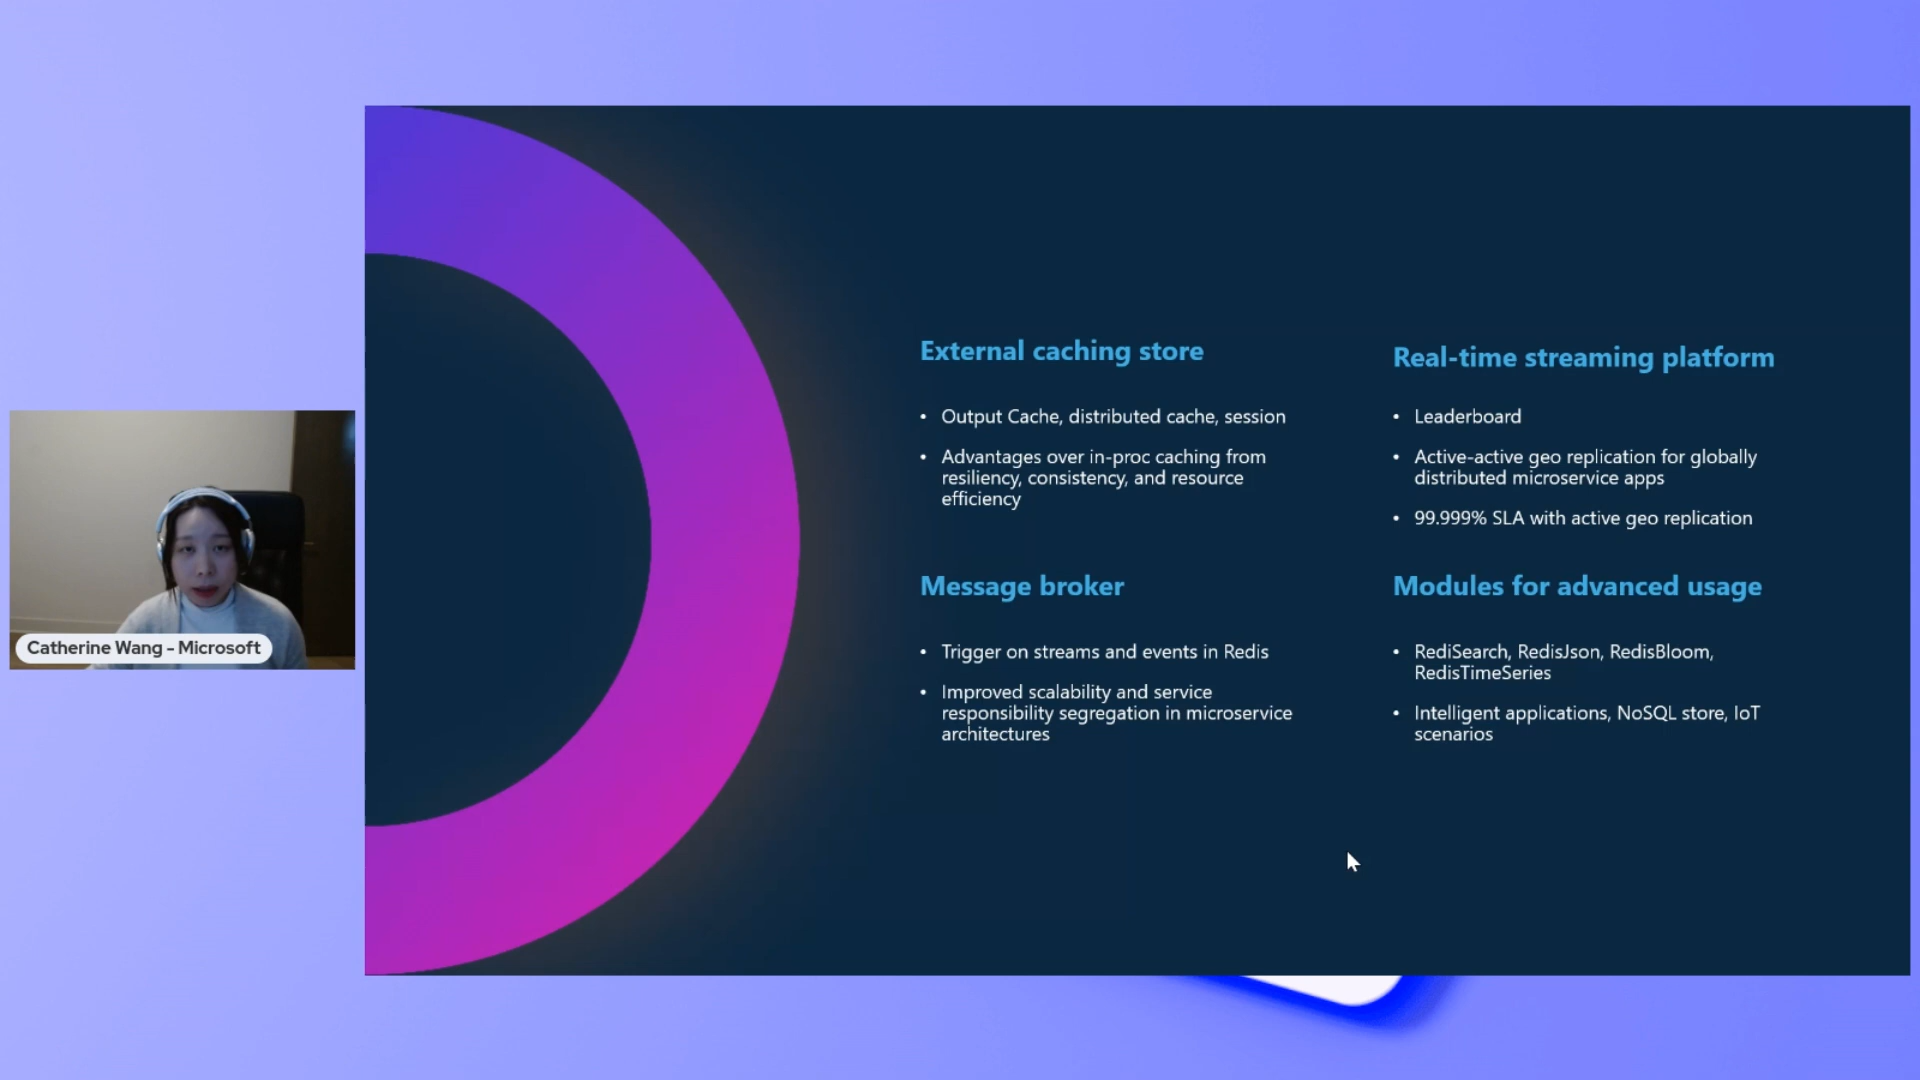 External caching store
• Output Cache, distributed cache, session
• Advantages over in-proc caching from
resiliency, consistency, and resource
efficiency
Real-time streaming platform
• Leaderboard
• Active-active geo replication for globally
distributed microservice apps
• 99.999% SLA with active geo replication
Message broker
• Trigger on streams and events in Redis
• Improved scalability and service
responsibility segregation in microservice
architectures
Modules for advanced usage
• RediSearch, RedisJson, RedisBloom,
RedisTimeSeries
• Intelligent applications, NoSQL store, IoT
scenarios
Catherine Wang - Microsoft